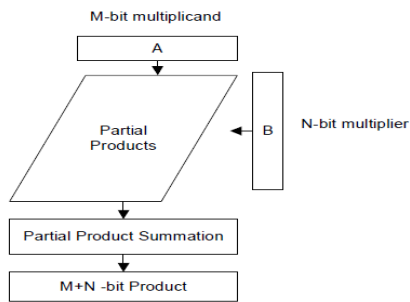 M-bit multiplicand
A
Partial
Products
B
N-bit multiplier
Partial Product Summation
M+N -bit Product